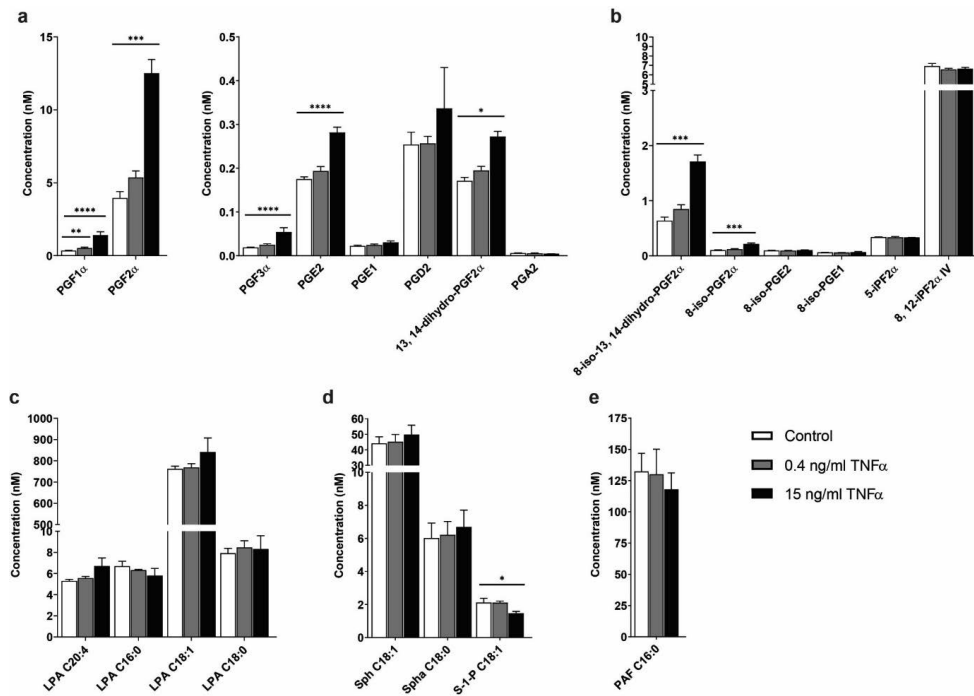 a
Concentration (nM)
15
10
5
0
***
****
**
PGF1α
PGF2α
Concentration (nM)
0.5
0.4
0.3
0.2
0.1
0.0
****
****
*
PGF3α
PGE2
PGE1
PGD2
13, 14-dihydro-PGF2α
PGA2
b
Concentration (nM)
10
9
8
7
6
5
3
2
1
0
***
***
8-iso-13, 14-dihydro-PGF2α
8-iso-PGF2α
8-iso-PGE2
8-iso-PGE1
5-iPF2α
8, 12-iPF2α IV
c
Concentration (nM)
1000
900
800
700
600
500
10
8
6
4
2
0
LPA C20:4
LPA C16:0
LPA C18:1
LPA C18:0
d
Concentration (nM)
60
50
40
30
10
8
6
4
2
0
*
Sph C18:1
Spha C18:0
S-1-P C18:1
e
Concentration (nM)
175
150
125
100
75
50
25
0
PAF C16:0
Control
0.4 ng/ml TNFα
15 ng/ml TNFα